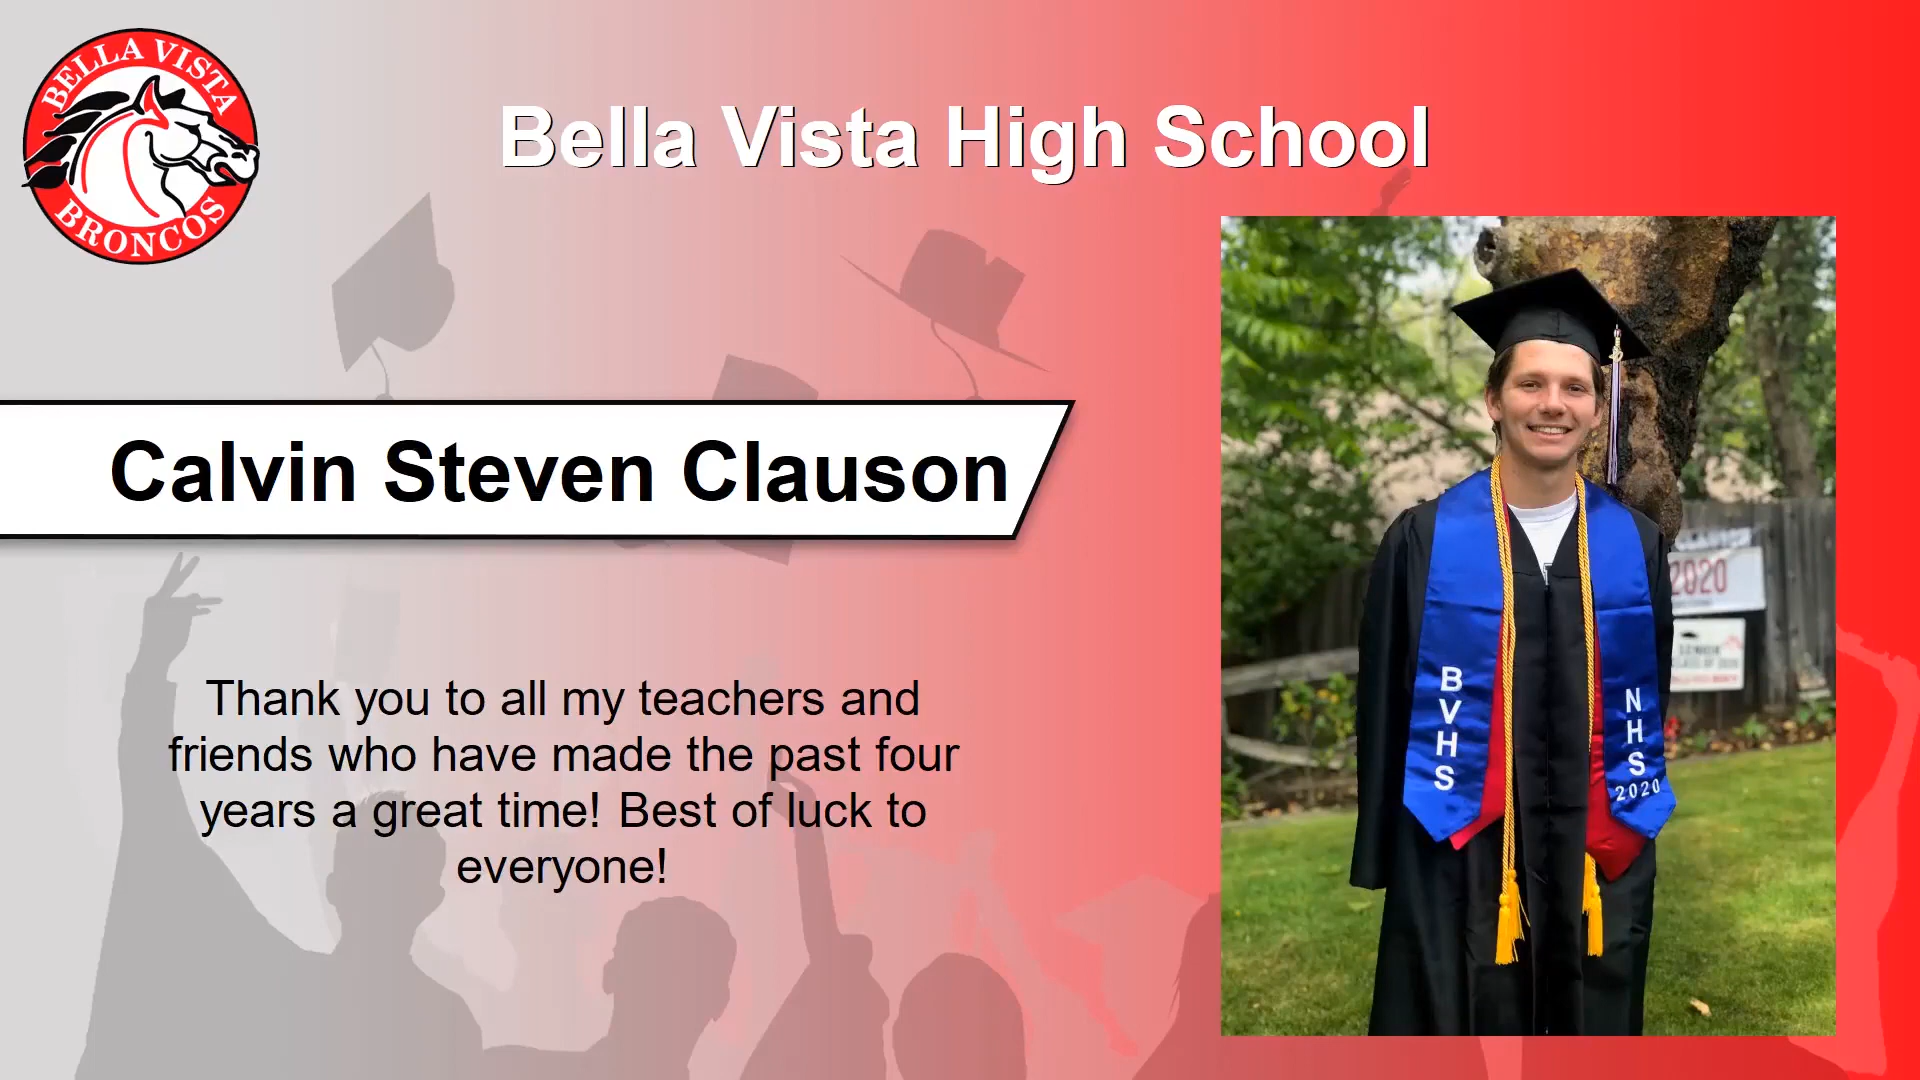 BELLA VISTA
BRONCOS
Bella Vista High School
Calvin Steven Clauson
Thank you to all my teachers and
friends who have made the past four
years a great time! Best of luck to
everyone!
BVHS
NHS
2020
2020
SENIOR